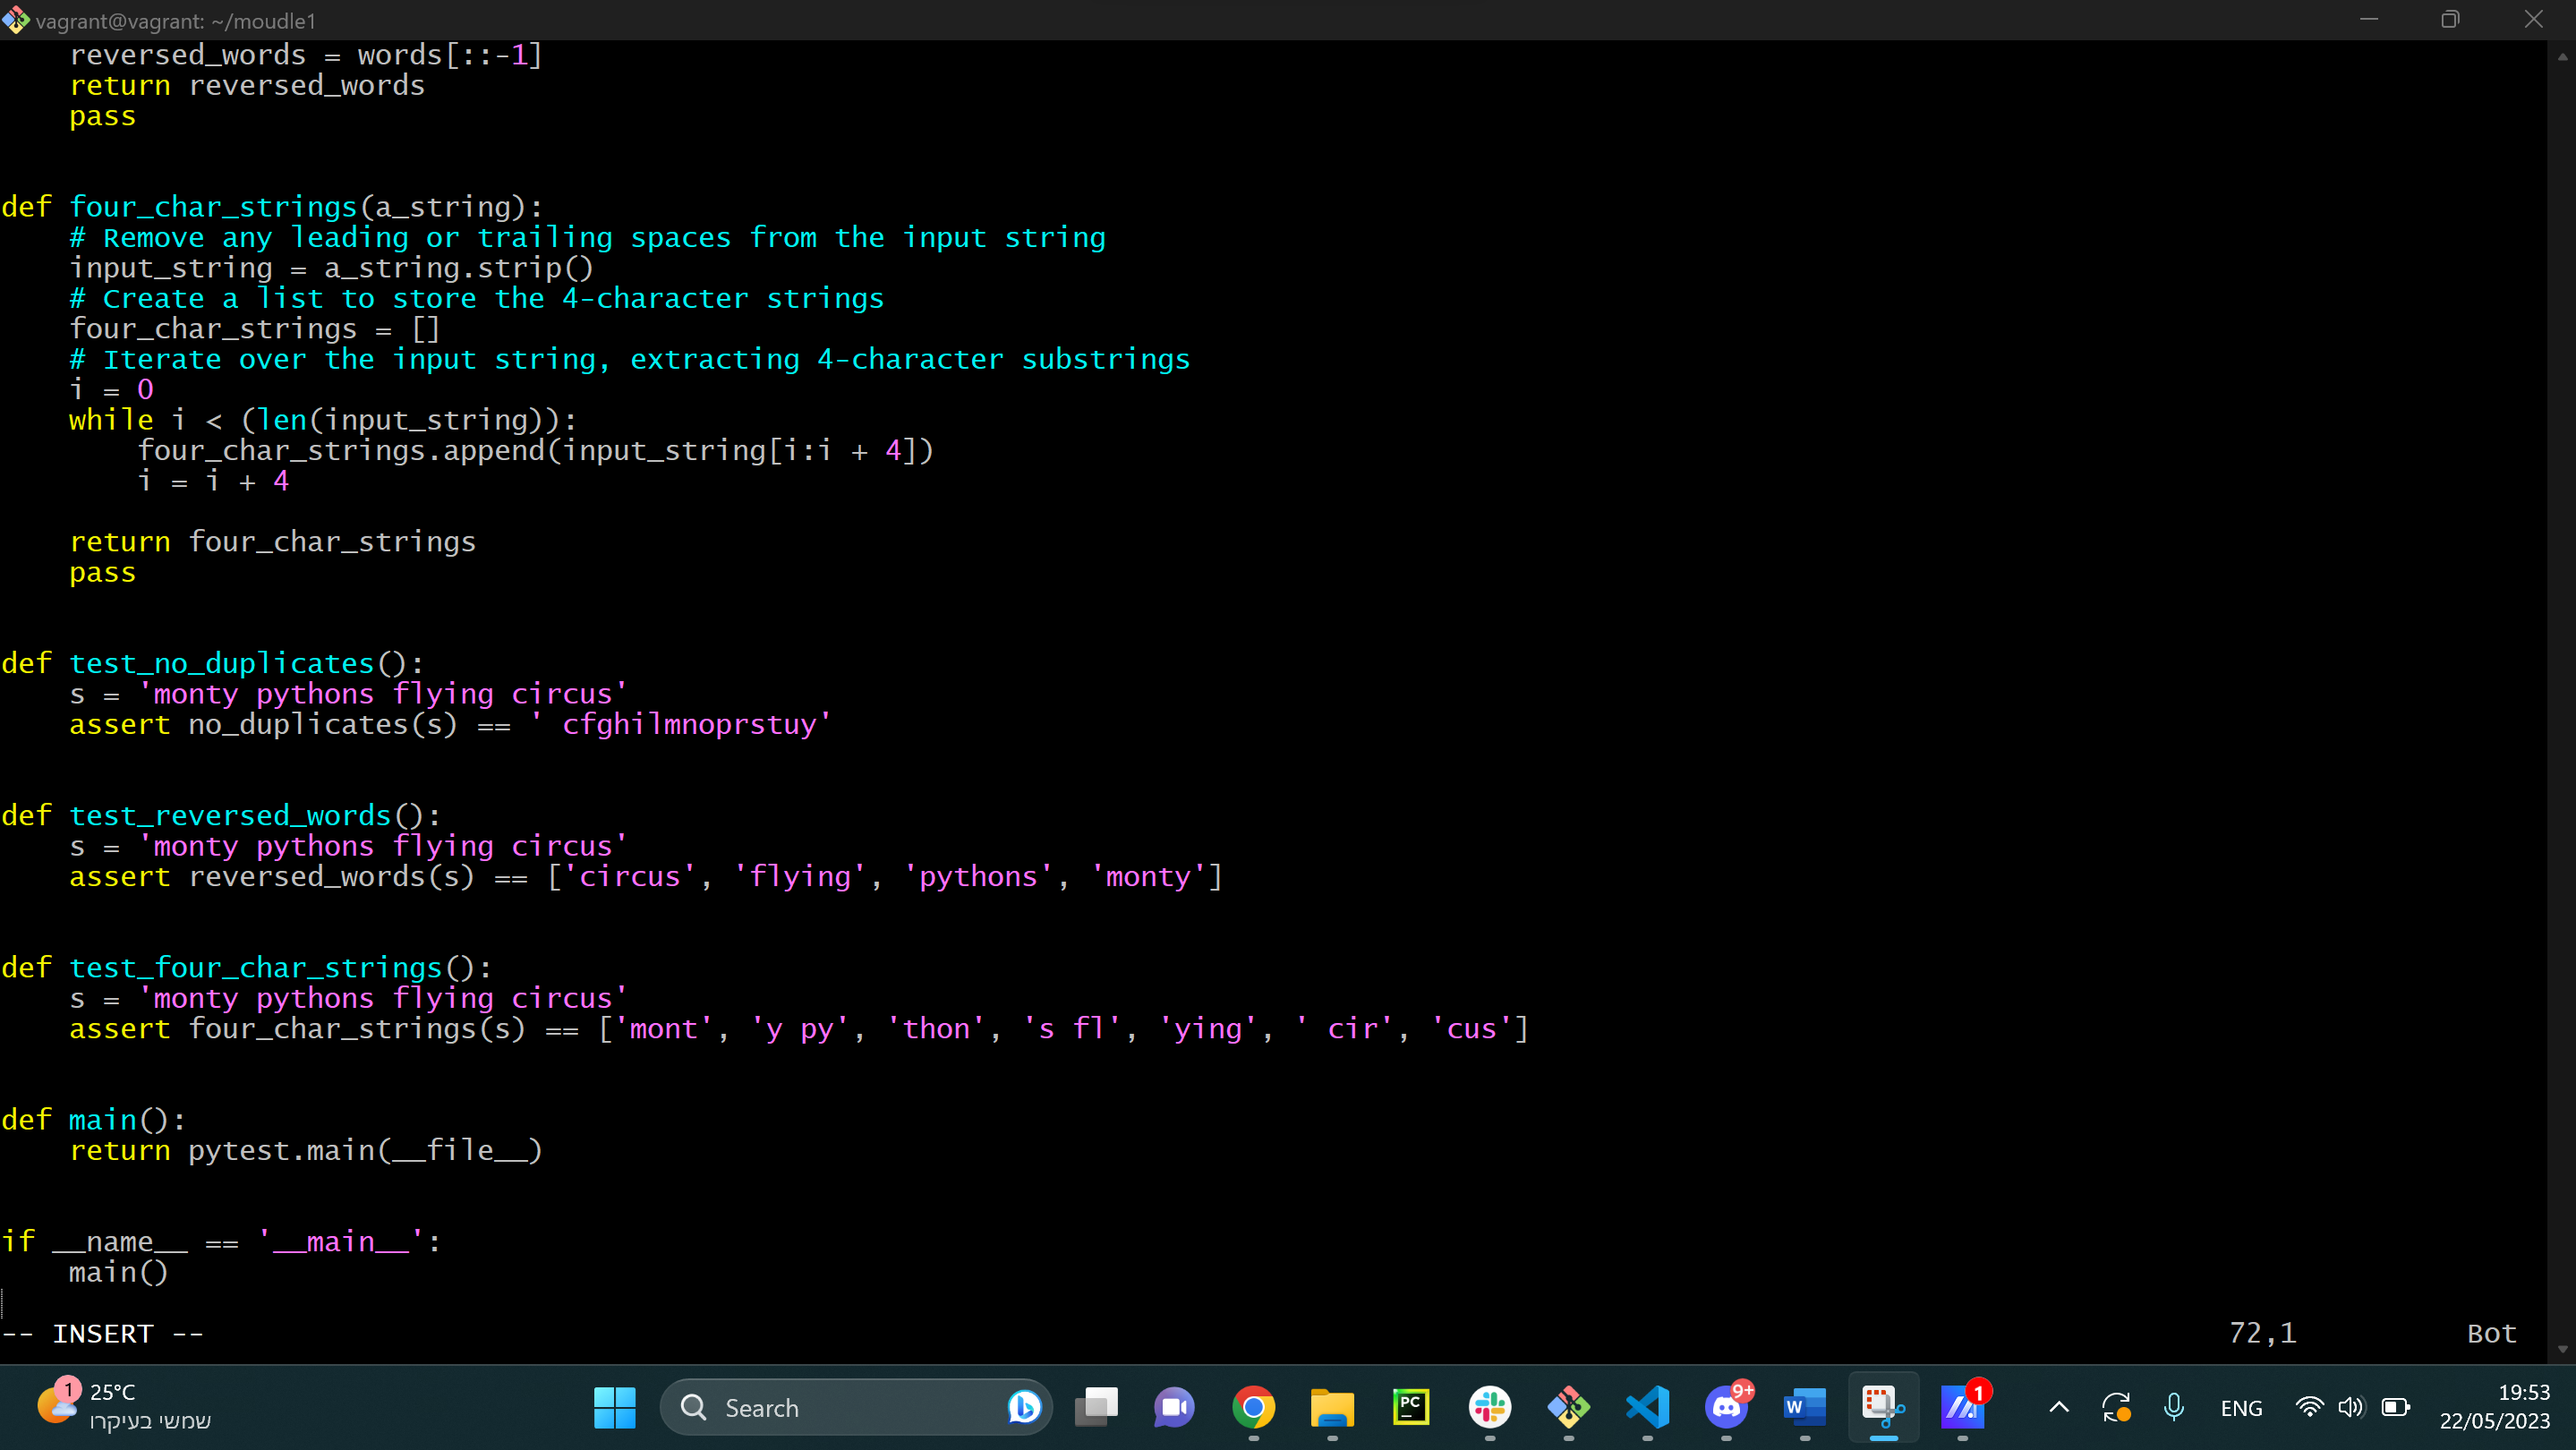 vagrant@vagrant: ~/moudle1
    reversed_words = words[::-1]
    return reversed_words
    pass
def four_char_strings(a_string):
    # Remove any leading or trailing spaces from the input string
    input_string = a_string.strip()
    # Create a list to store the 4-character strings
    four_char_strings = []
    # Iterate over the input string, extracting 4-character substrings
    i = 0
    while i < (len(input_string)):
        four_char_strings.append(input_string[i:i + 4])
        i = i + 4
    return four_char_strings
    pass
def test_no_duplicates():
    s = 'monty pythons flying circus'
    assert no_duplicates(s) == ' cfghilmnoprstuy'
def test_reversed_words():
    s = 'monty pythons flying circus'
    assert reversed_words(s) == ['circus', 'flying', 'pythons', 'monty']
def test_four_char_strings():
    s = 'monty pythons flying circus'
    assert four_char_strings(s) == ['mont', 'y py', 'thon', 's fl', 'ying', ' cir', 'cus']
def main():
    return pytest.main(__file__)
if __name__ == '__main__':
    main()
-- INSERT -- 72,1 Bot
1
25°C
שמשי בעיקרו
Search
PC
9+
W
1
ENG
19:53
22/05/2023